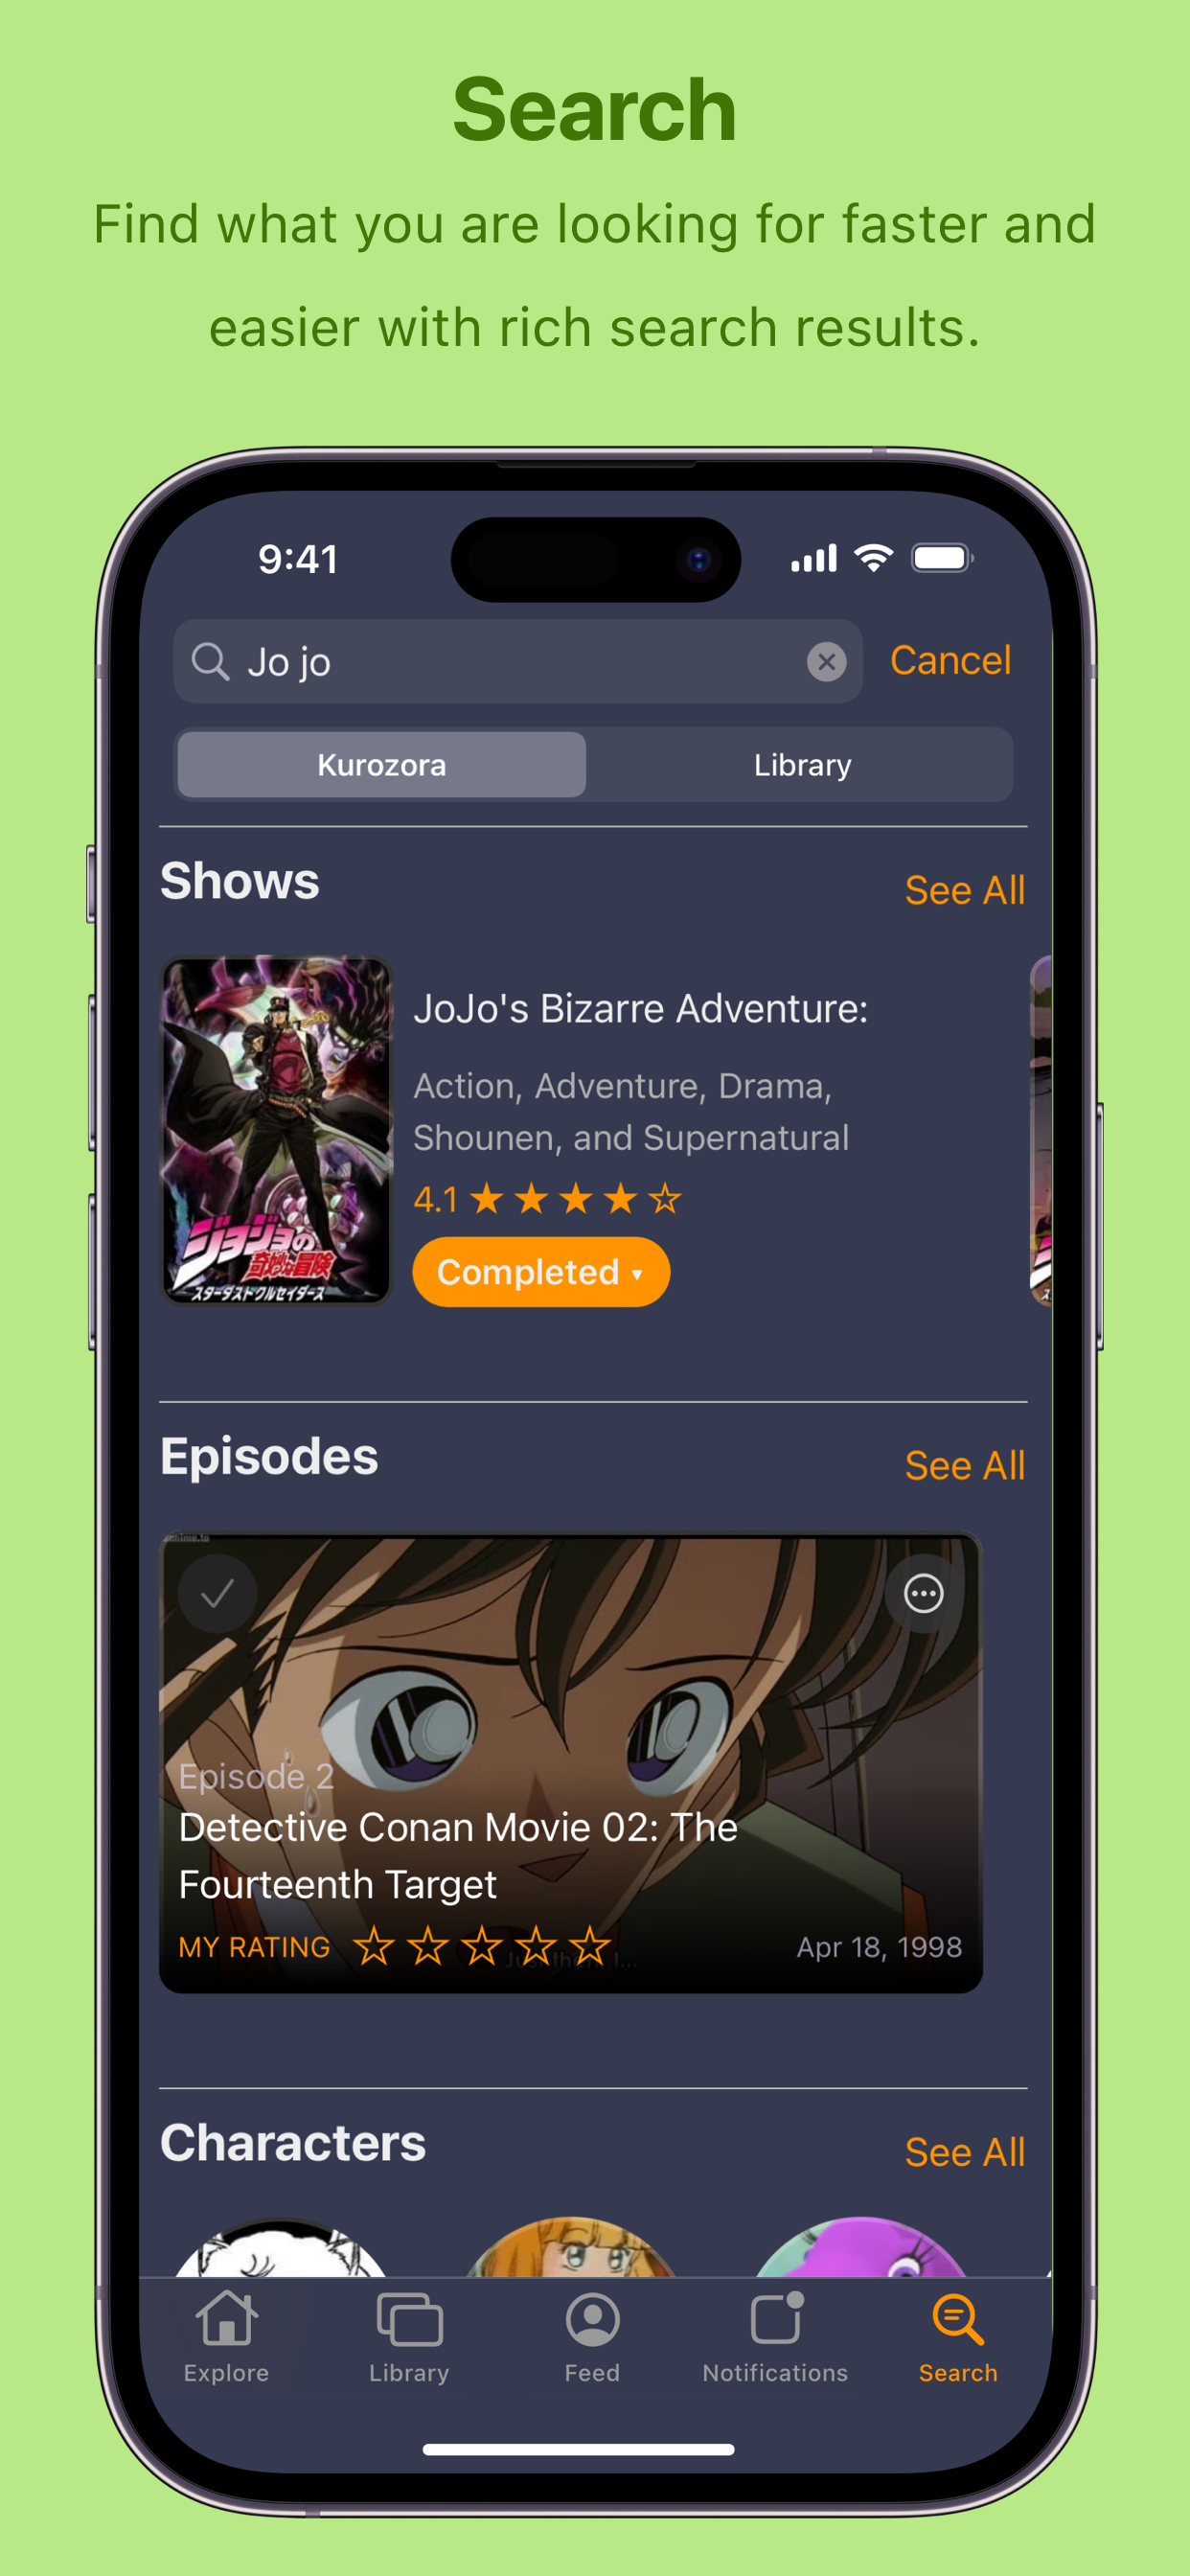 Search
Find what you are looking for faster and
easier with rich search results.
9:41
Jo jo
Cancel
Kurozora
Library
Shows
See All
JoJo's Bizarre Adventure:
Action, Adventure, Drama,
Shounen, and Supernatural
4.1
Completed
ジョジョの
奇妙な冒険
スターダストクルセイダース
Episodes
See All
Episode 2
Detective Conan Movie 02: The
Fourteenth Target
MY RATING
Apr 18, 1998
Characters
See All
Explore
Library
Feed
Notifications
Search